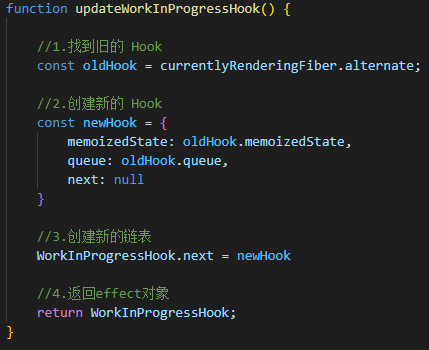 function updateWorkInProgressHook() {
//1.找到旧的 Hook
const oldHook = currentlyRenderingFiber.alternate;
//2.创建新的 Hook
const newHook = {
memoizedState: oldHook.memoizedState,
queue: oldHook.queue,
next: null
}
//3.创建新的链表
WorkInProgressHook.next = newHook
//4.返回effect对象
return WorkInProgressHook;
}